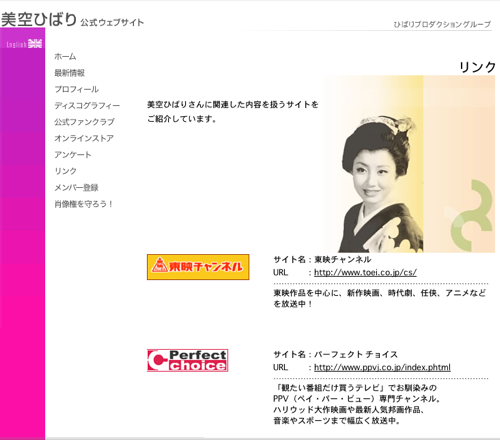 美空ひばり 公式ウェブサイト
ひばりプロダクショングループ
English
ホーム
最新情報
プロフィール
ディスコグラフィー
公式ファンクラブ
オンラインストア
アンケート
リンク
メンバー登録
肖像権を守ろう！
リンク
美空ひばりさんに関連した内容を扱うサイトを
ご紹介しています。
東映チャンネル
サイト名：東映チャンネル
URL　：http://www.toei.co.jp/cs/
東映作品を中心に、新作映画、時代劇、任侠、アニメなど
を放送中！
Perfect
choice
サイト名：パーフェクト チョイス
URL　：http://www.ppvj.co.jp/index.phtml
「観たい番組だけ買うテレビ」でお馴染みの
PPV（ペイ・パー・ビュー）専門チャンネル。
ハリウッド大作映画や最新人気邦画作品、
音楽やスポーツまで幅広く放送中。